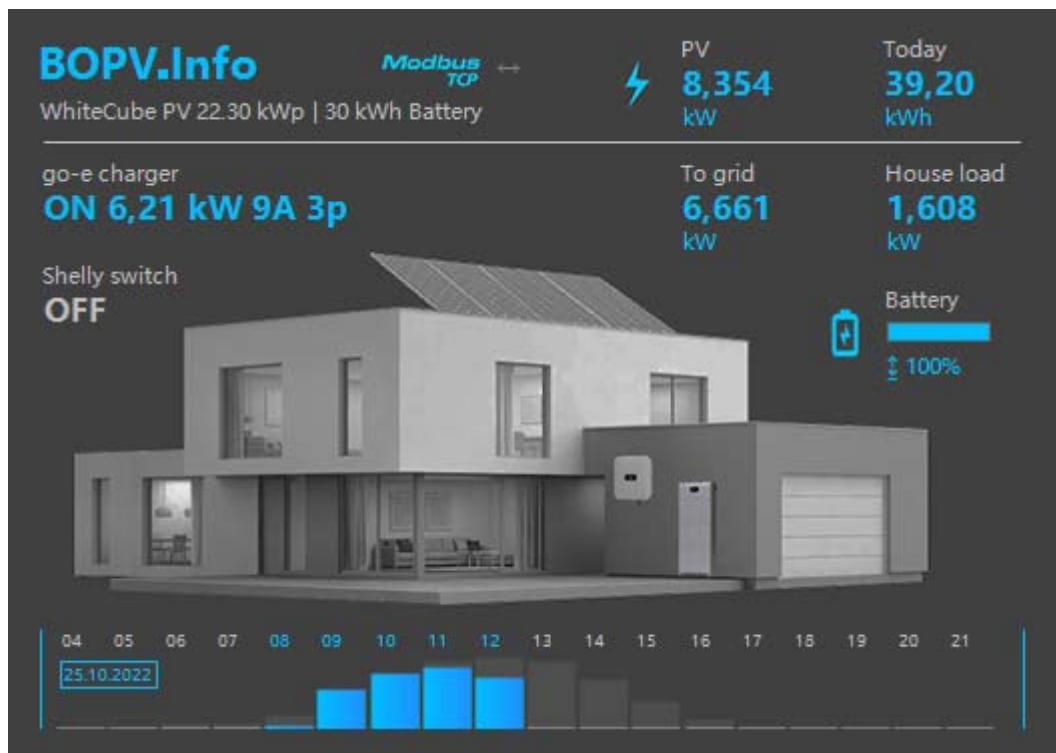 BOPV.Info
Modbus
TCP
WhiteCube PV 22.30 kWp | 30 kWh Battery
PV
8,354
kW
Today
39,20
kWh
go-e charger
ON 6,21 kW 9A 3p
To grid
6,661
kW
House load
1,608
kW
Shelly switch
OFF
Battery
100%
04 05 06 07 08 09 10 11 12 13 14 15 16 17 18 19 20 21
25.10.2022